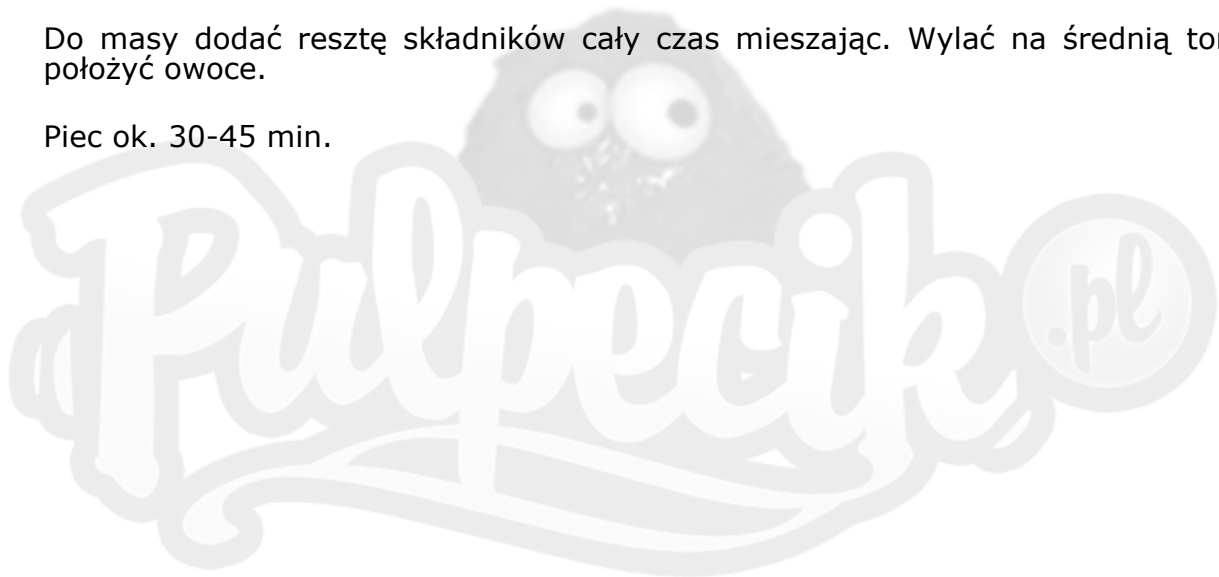 Do masy dodać resztę składników cały czas mieszając. Wylać na średnią
położyć owoce.
Piec ok. 30-45 min.
Pulpecik
.pl